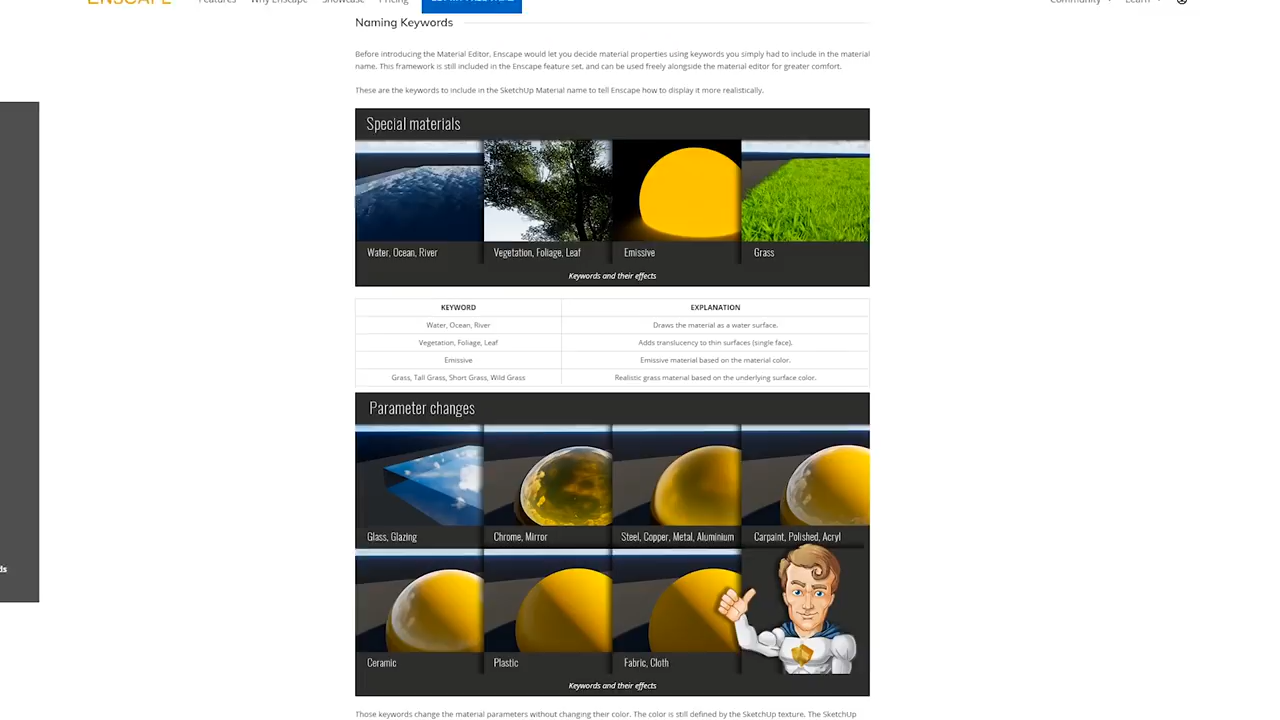 ENSCAPE
Features Why Enscape Showcase Pricing Community Learn
Naming Keywords
Before introducing the Material Editor, Enscape would let you decide material properties using keywords you simply had to include in the material
name. This framework is still included in the Enscape feature set, and can be used freely alongside the material editor for greater comfort.
These are the keywords to include in the SketchUp Material name to tell Enscape how to display it more realistically.
Special materials
Water, Ocean, River
Vegetation, Foliage, Leaf
Emissive
Grass
Keywords and their effects
KEYWORD EXPLANATION
Water, Ocean, River Draws the material as a water surface.
Vegetation, Foliage, Leaf Adds translucency to thin surfaces (single face).
Emissive Emissive material based on the material color.
Grass, Tall Grass, Short Grass, Wild Grass Realistic grass material based on the underlying surface color.
Parameter changes
Glass, Glazing
Chrome, Mirror
Steel, Copper, Metal, Aluminium
Carpaint, Polished, Acryl
ds
Ceramic
Plastic
Fabric, Cloth
Keywords and their effects
Those keywords change the material parameters without changing their color. The color is still defined by the SketchUp texture. The SketchUp